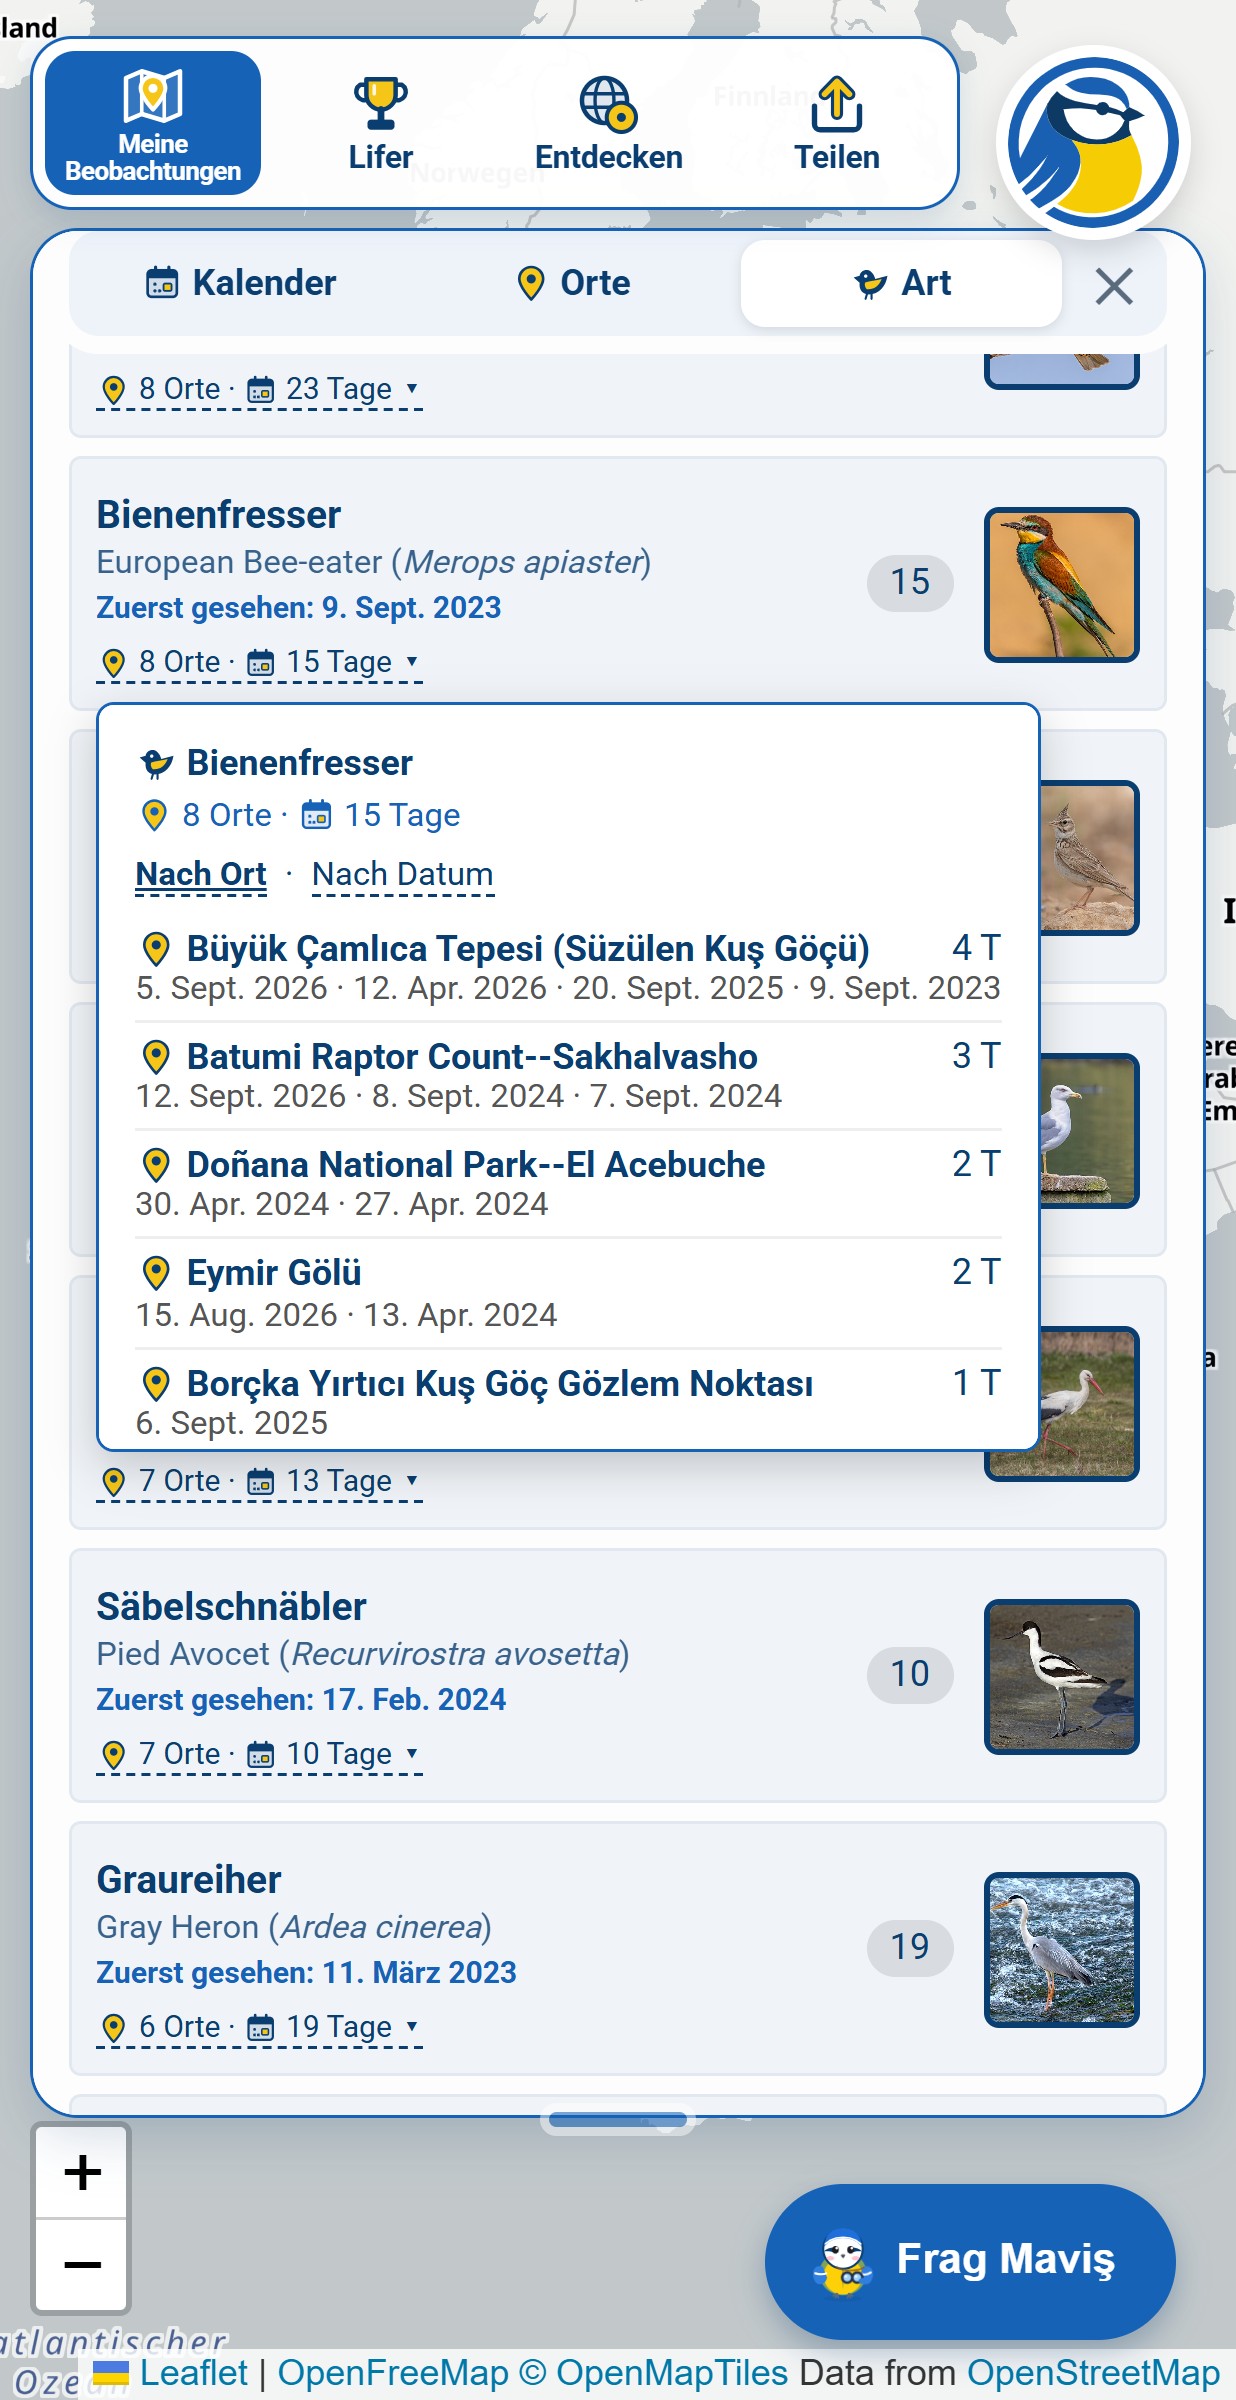 land
Finnlan
Norwegen
Meine
Beobachtungen
Lifer
Entdecken
Teilen
Kalender
Orte
Art
8 Orte · 23 Tage ▾
Bienenfresser
European Bee-eater (Merops apiaster)
Zuerst gesehen: 9. Sept. 2023
15
8 Orte · 15 Tage ▾
Bienenfresser
8 Orte · 15 Tage
Nach Ort · Nach Datum
Büyük Çamlıca Tepesi (Süzülen Kuş Göçü) 4 T
5. Sept. 2026 · 12. Apr. 2026 · 20. Sept. 2025 · 9. Sept. 2023
Batumi Raptor Count--Sakhalvasho 3 T
12. Sept. 2026 · 8. Sept. 2024 · 7. Sept. 2024
Doñana National Park--El Acebuche 2 T
30. Apr. 2024 · 27. Apr. 2024
Eymir Gölü 2 T
15. Aug. 2026 · 13. Apr. 2024
Borçka Yırtıcı Kuş Göç Gözlem Noktası 1 T
6. Sept. 2025
7 Orte · 13 Tage ▾
Säbelschnäbler
Pied Avocet (Recurvirostra avosetta)
Zuerst gesehen: 17. Feb. 2024
10
7 Orte · 10 Tage ▾
Graureiher
Gray Heron (Ardea cinerea)
Zuerst gesehen: 11. März 2023
19
6 Orte · 19 Tage ▾
+
−
Frag Maviş
atlantischer
Oze
Leaflet | OpenFreeMap © OpenMapTiles Data from OpenStreetMap